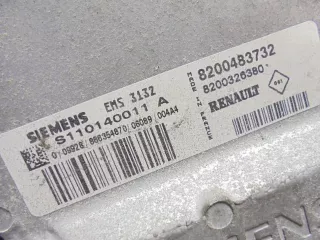 SIEMENS EMS 3132
S110140011 A
MADE IN FRANCE
8200483732
8200326380
RENAULT